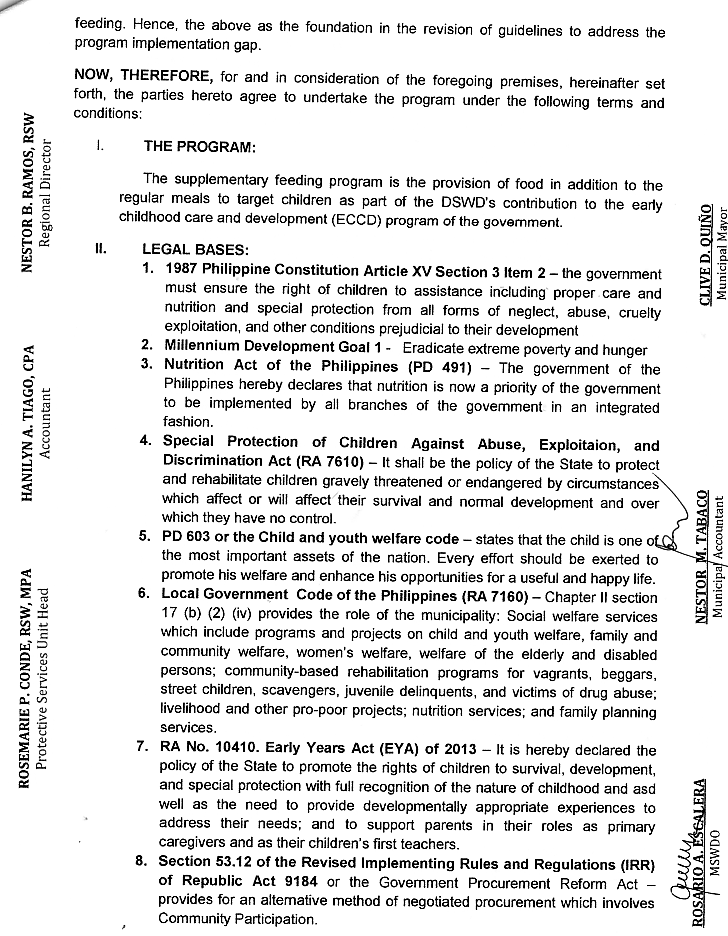 feeding. Hence, the above as the foundation in the revision of guidelines to address the
program implementation gap.
NOW, THEREFORE, for and in consideration of the foregoing premises, hereinafter set
forth, the parties hereto agree to undertake the program under the following terms and
conditions:
I. THE PROGRAM:
The supplementary feeding program is the provision of food in addition to the
regular meals to target children as part of the DSWD's contribution to the early
childhood care and development (ECCD) program of the government.
II. LEGAL BASES:
1. 1987 Philippine Constitution Article XV Section 3 Item 2 – the government
must ensure the right of children to assistance including proper care and
nutrition and special protection from all forms of neglect, abuse, cruelty
exploitation, and other conditions prejudicial to their development
2. Millennium Development Goal 1 - Eradicate extreme poverty and hunger
3. Nutrition Act of the Philippines (PD 491) – The government of the
Philippines hereby declares that nutrition is now a priority of the government
to be implemented by all branches of the government in an integrated
fashion.
4. Special Protection of Children Against Abuse, Exploitaion, and
Discrimination Act (RA 7610) – It shall be the policy of the State to protect
and rehabilitate children gravely threatened or endangered by circumstances
which affect or will affect their survival and normal development and over
which they have no control.
5. PD 603 or the Child and youth welfare code – states that the child is one of
the most important assets of the nation. Every effort should be exerted to
promote his welfare and enhance his opportunities for a useful and happy life.
6. Local Government Code of the Philippines (RA 7160) – Chapter II section
17 (b) (2) (iv) provides the role of the municipality: Social welfare services
which include programs and projects on child and youth welfare, family and
community welfare, women's welfare, welfare of the elderly and disabled
persons; community-based rehabilitation programs for vagrants, beggars,
street children, scavengers, juvenile delinquents, and victims of drug abuse;
livelihood and other pro-poor projects; nutrition services; and family planning
services.
7. RA No. 10410. Early Years Act (EYA) of 2013 – It is hereby declared the
policy of the State to promote the rights of children to survival, development,
and special protection with full recognition of the nature of childhood and asd
well as the need to provide developmentally appropriate experiences to
address their needs; and to support parents in their roles as primary
caregivers and as their children's first teachers.
8. Section 53.12 of the Revised Implementing Rules and Regulations (IRR)
of Republic Act 9184 or the Government Procurement Reform Act –
provides for an alternative method of negotiated procurement which involves
Community Participation.
NESTOR B. RAMOS, RSW
Regional Director
HANILYN A. TIAGO, CPA
Accountant
ROSEMARIE P. CONDE, RSW, MPA
Protective Services Unit Head
CLIVE D. QUIÑO
Municipal Mayor
NESTOR M. TABACO
Municipal Accountant
ROSARIO A. ESCALERA
MSWDO